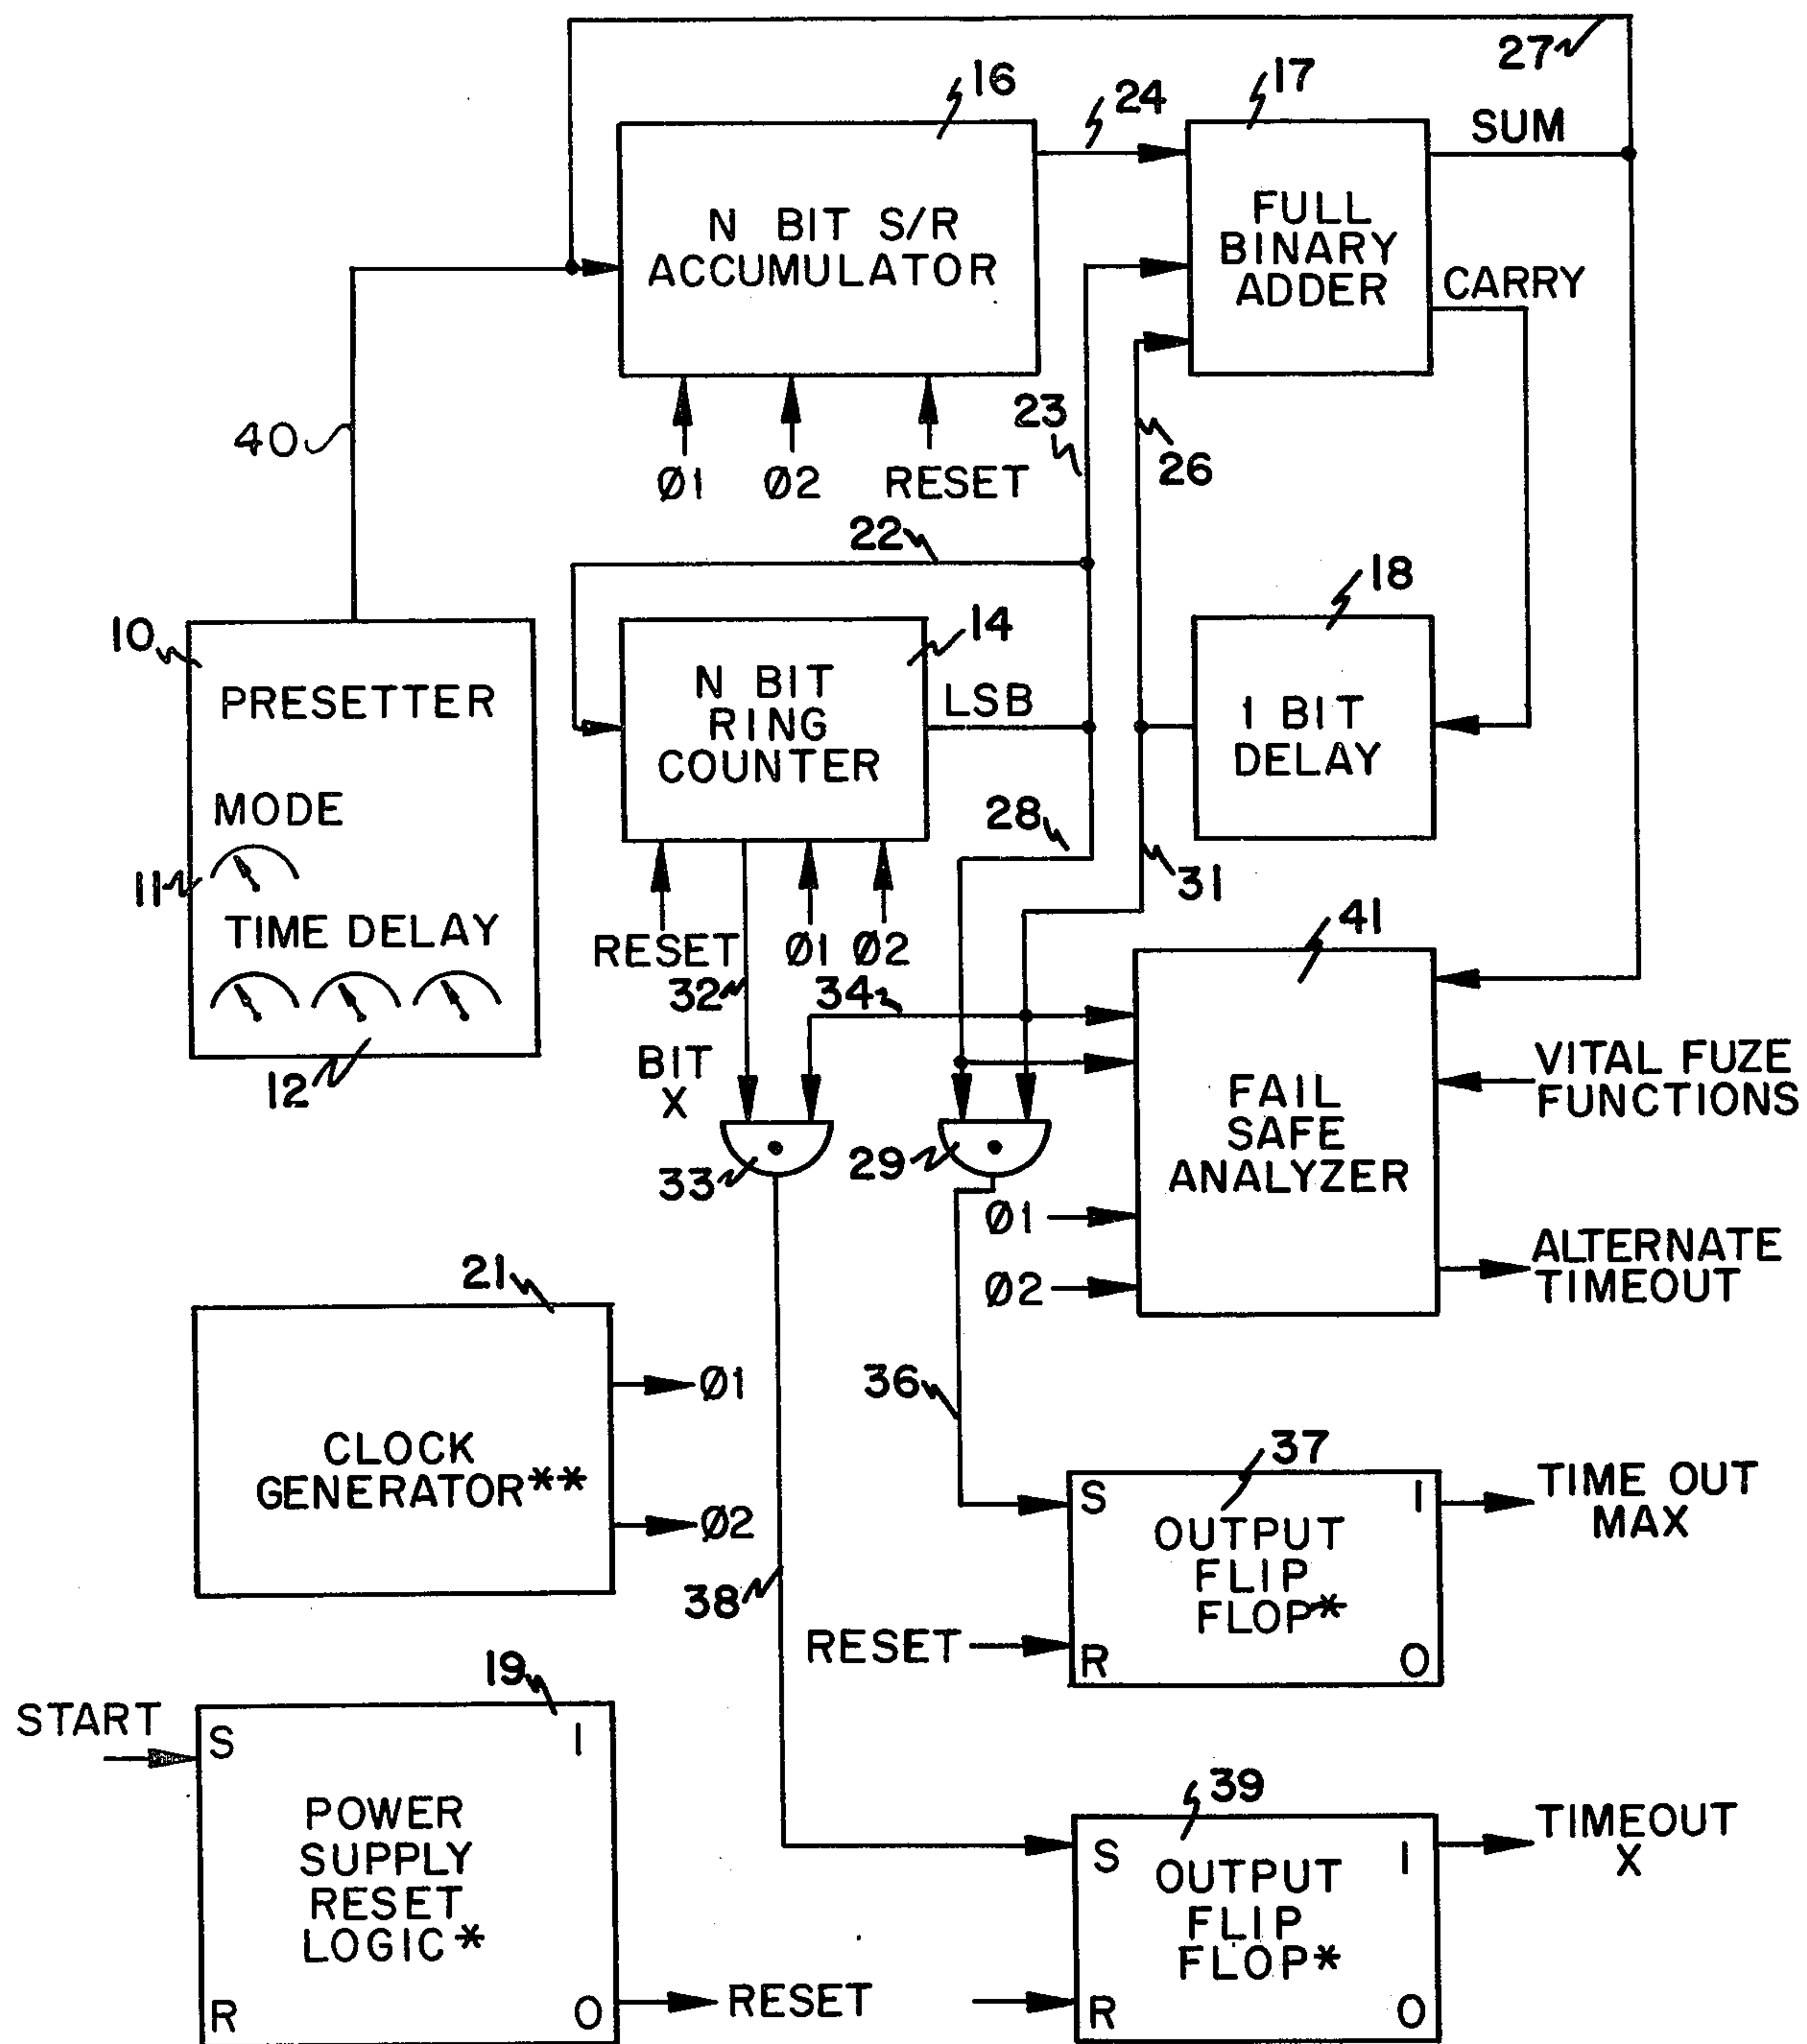 27
16
24
17
SUM
N BIT S/R
ACCUMULATOR
FULL
BINARY
ADDER
CARRY
40
Ø1
Ø2
RESET
23
26
22
18
10
PRESETTER
MODE
11
TIME DELAY
12
14
N BIT
RING
COUNTER
LSB
1 BIT
DELAY
28
31
RESET
Ø1
Ø2
32
34
41
BIT
X
33
29
FAIL
SAFE
ANALYZER
VITAL FUZE
FUNCTIONS
Ø1
Ø2
ALTERNATE
TIMEOUT
21
CLOCK
GENERATOR**
Ø1
Ø2
36
38
37
S
1
OUTPUT
FLIP
FLOP*
R
O
RESET
TIME OUT
MAX
START
19
S
1
POWER
SUPPLY
RESET
LOGIC*
R
O
RESET
39
S
1
OUTPUT
FLIP
FLOP*
R
O
TIMEOUT
X